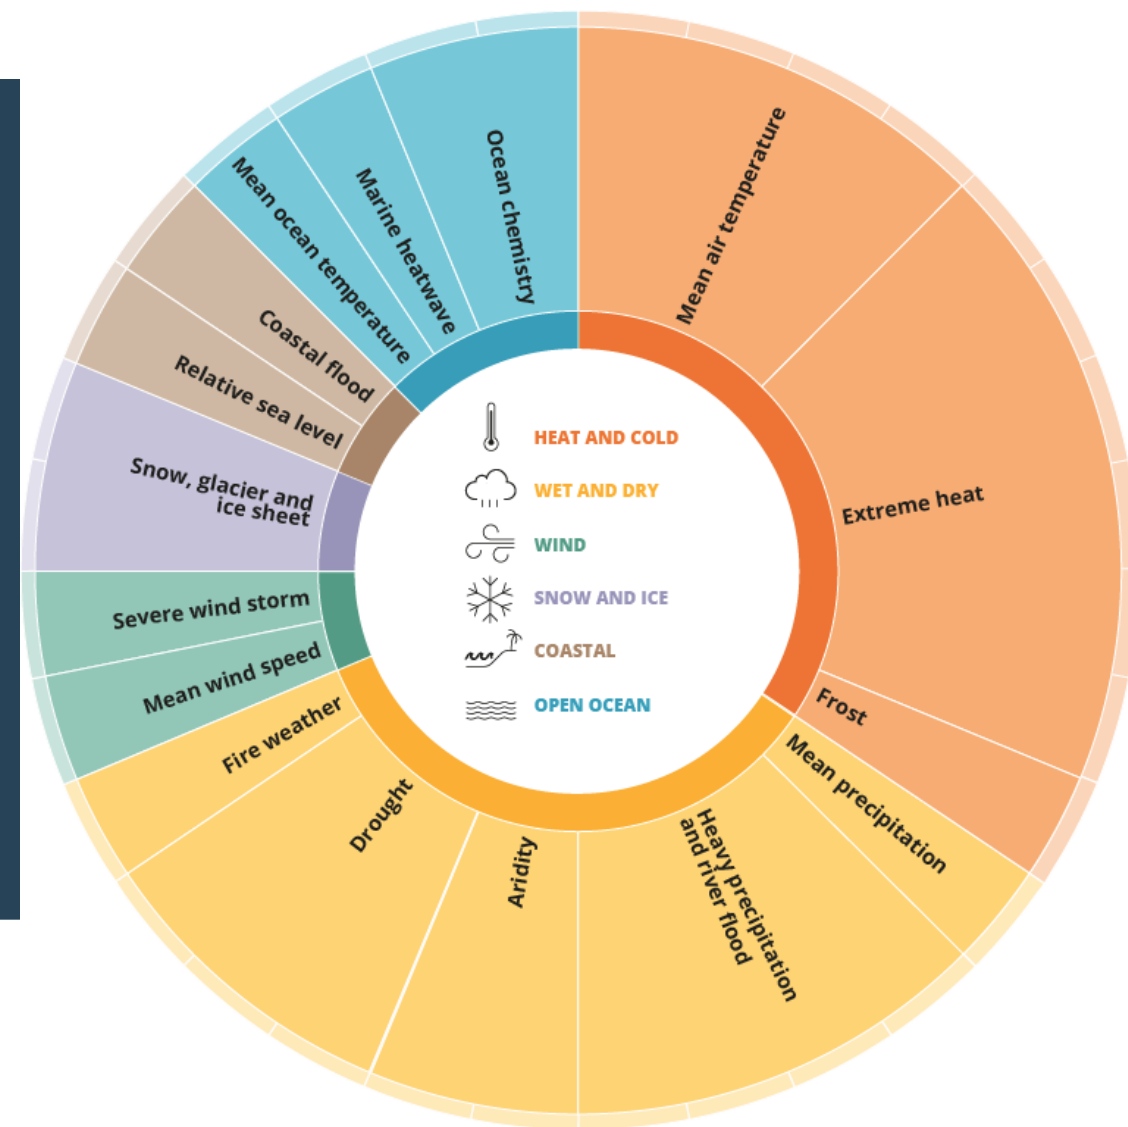 Mean air temperature
Extreme heat
Frost
Mean precipitation
Heavy precipitation
and river flood
Aridity
Drought
Fire weather
Mean wind speed
Severe wind storm
Snow, glacier and
ice sheet
Relative sea level
Coastal flood
Mean ocean temperature
Marine heatwave
Ocean chemistry
HEAT AND COLD
WET AND DRY
WIND
SNOW AND ICE
COASTAL
OPEN OCEAN